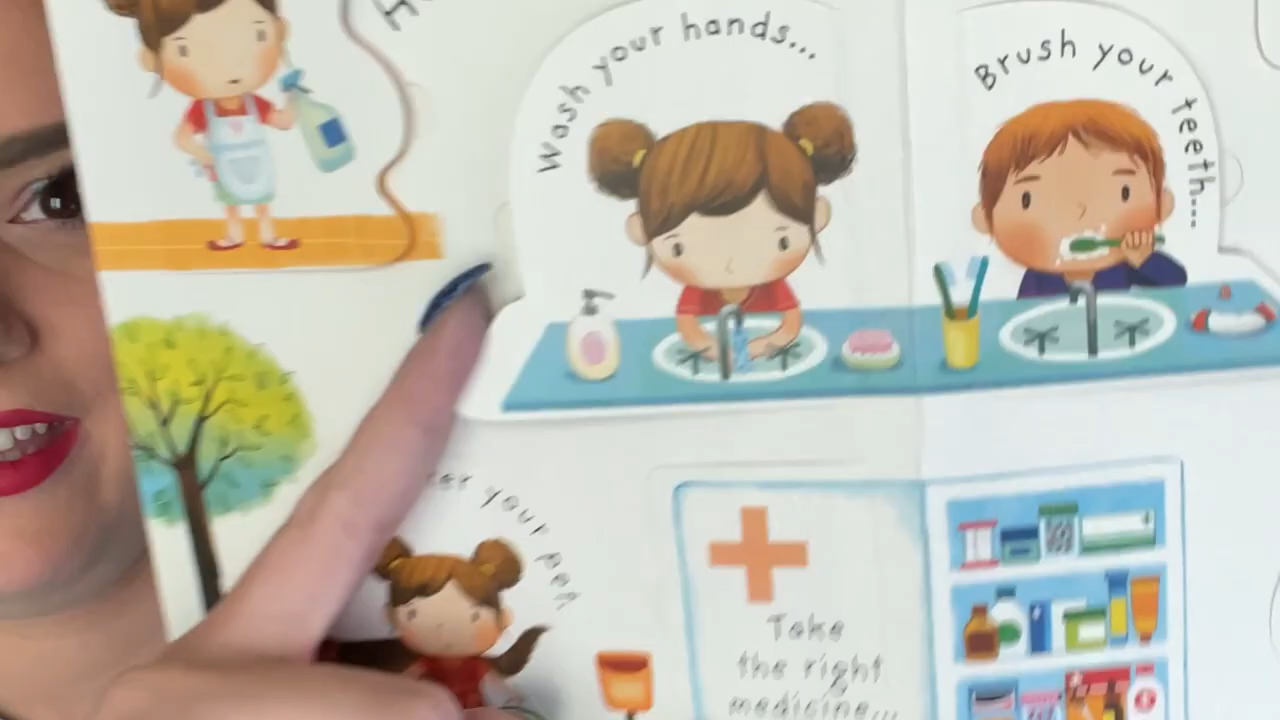 Wash your hands...
Brush your teeth...
your pet
Take
the right
medicine...